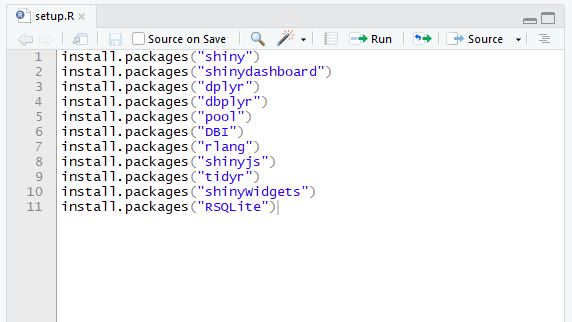 setup.R
Source on Save Run Source
1 install.packages("shiny")
2 install.packages("shinydashboard")
3 install.packages("dplyr")
4 install.packages("dbplyr")
5 install.packages("pool")
6 install.packages("DBI")
7 install.packages("rlang")
8 install.packages("shinyjs")
9 install.packages("tidyr")
10 install.packages("shinyWidgets")
11 install.packages("RSQLite")